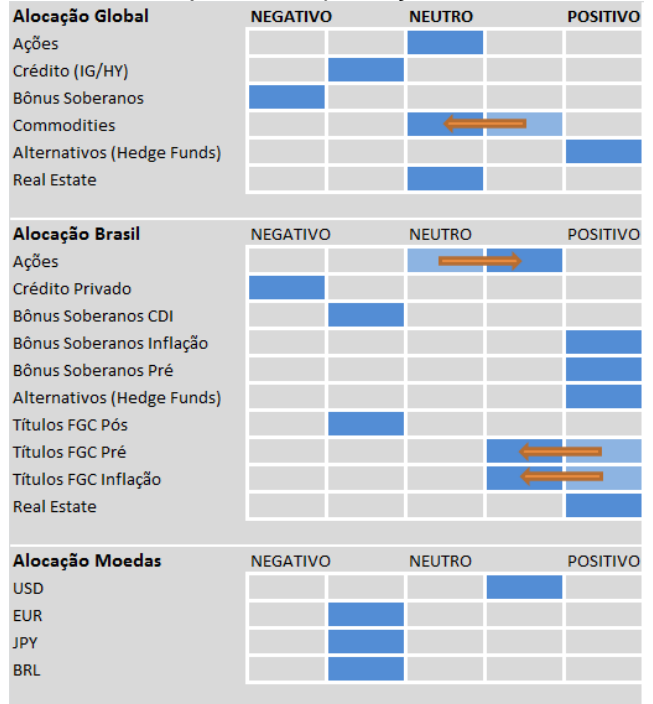 Alocação Global NEGATIVO NEUTRO POSITIVO
Ações
Crédito (IG/HY)
Bônus Soberanos
Commodities
Alternativos (Hedge Funds)
Real Estate
Alocação Brasil NEGATIVO NEUTRO POSITIVO
Ações
Crédito Privado
Bônus Soberanos CDI
Bônus Soberanos Inflação
Bônus Soberanos Pré
Alternativos (Hedge Funds)
Títulos FGC Pós
Títulos FGC Pré
Títulos FGC Inflação
Real Estate
Alocação Moedas NEGATIVO NEUTRO POSITIVO
USD
EUR
JPY
BRL